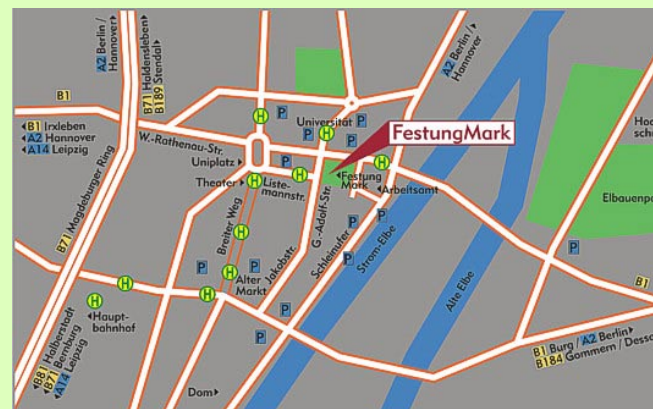 A2 Berlin /
Hannover
B71 Haldensleben
B189 Stendal
A2 Berlin /
Hannover
B1
B1 Irxleben
A2 Hannover
A14 Leipzig
W.-Rathenau-Str.
Universität
FestungMark
Uniplatz
Theater
Liste-
mannstr.
Festung
Mark
Arbeitsamt
Elbauenpa
B71 Magdeburger Ring
Breiter Weg
Jakobstr.
G.-Adolf-Str.
Schleinufer
Strom-Elbe
Alte Elbe
Alter
Markt
Haupt-
bahnhof
B1
B81 Halberstadt
B71 Bernburg
A14 Leipzig
Dom
B1 Burg / A2 Berlin
B184 Gommern / Dessa